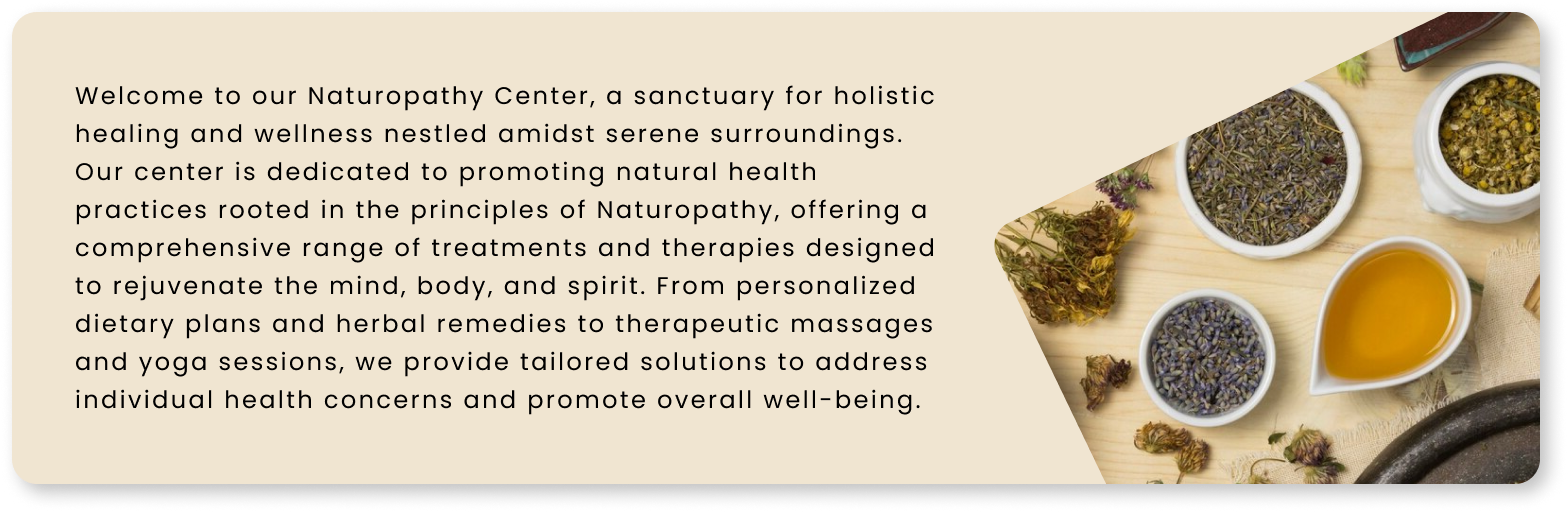 Welcome to our Naturopathy Center, a sanctuary for holistic
healing and wellness nestled amidst serene surroundings.
Our center is dedicated to promoting natural health
practices rooted in the principles of Naturopathy, offering a
comprehensive range of treatments and therapies designed
to rejuvenate the mind, body, and spirit. From personalized
dietary plans and herbal remedies to therapeutic massages
and yoga sessions, we provide tailored solutions to address
individual health concerns and promote overall well-being.